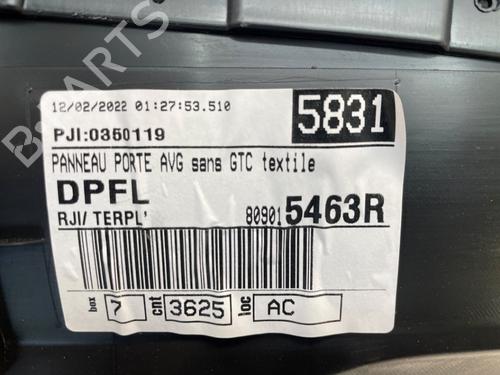 12/02/2022 01:27:53.510
5831
PJI:0350119
PANNEAU PORTE AVG sans GTC textile
DPFL
RJI// TERPL'
809015463R
box 7 cnt 3625 loc AC